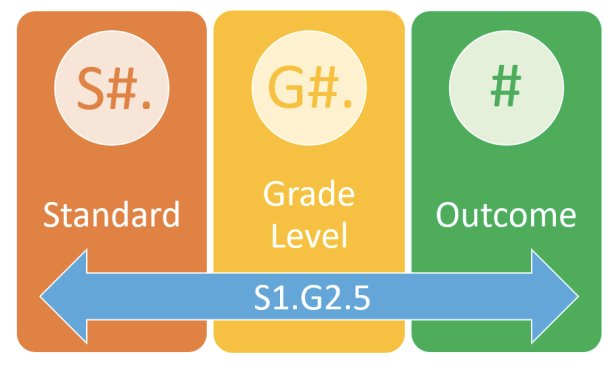 S#.
G#.
#
Standard
Grade
Level
Outcome
S1.G2.5